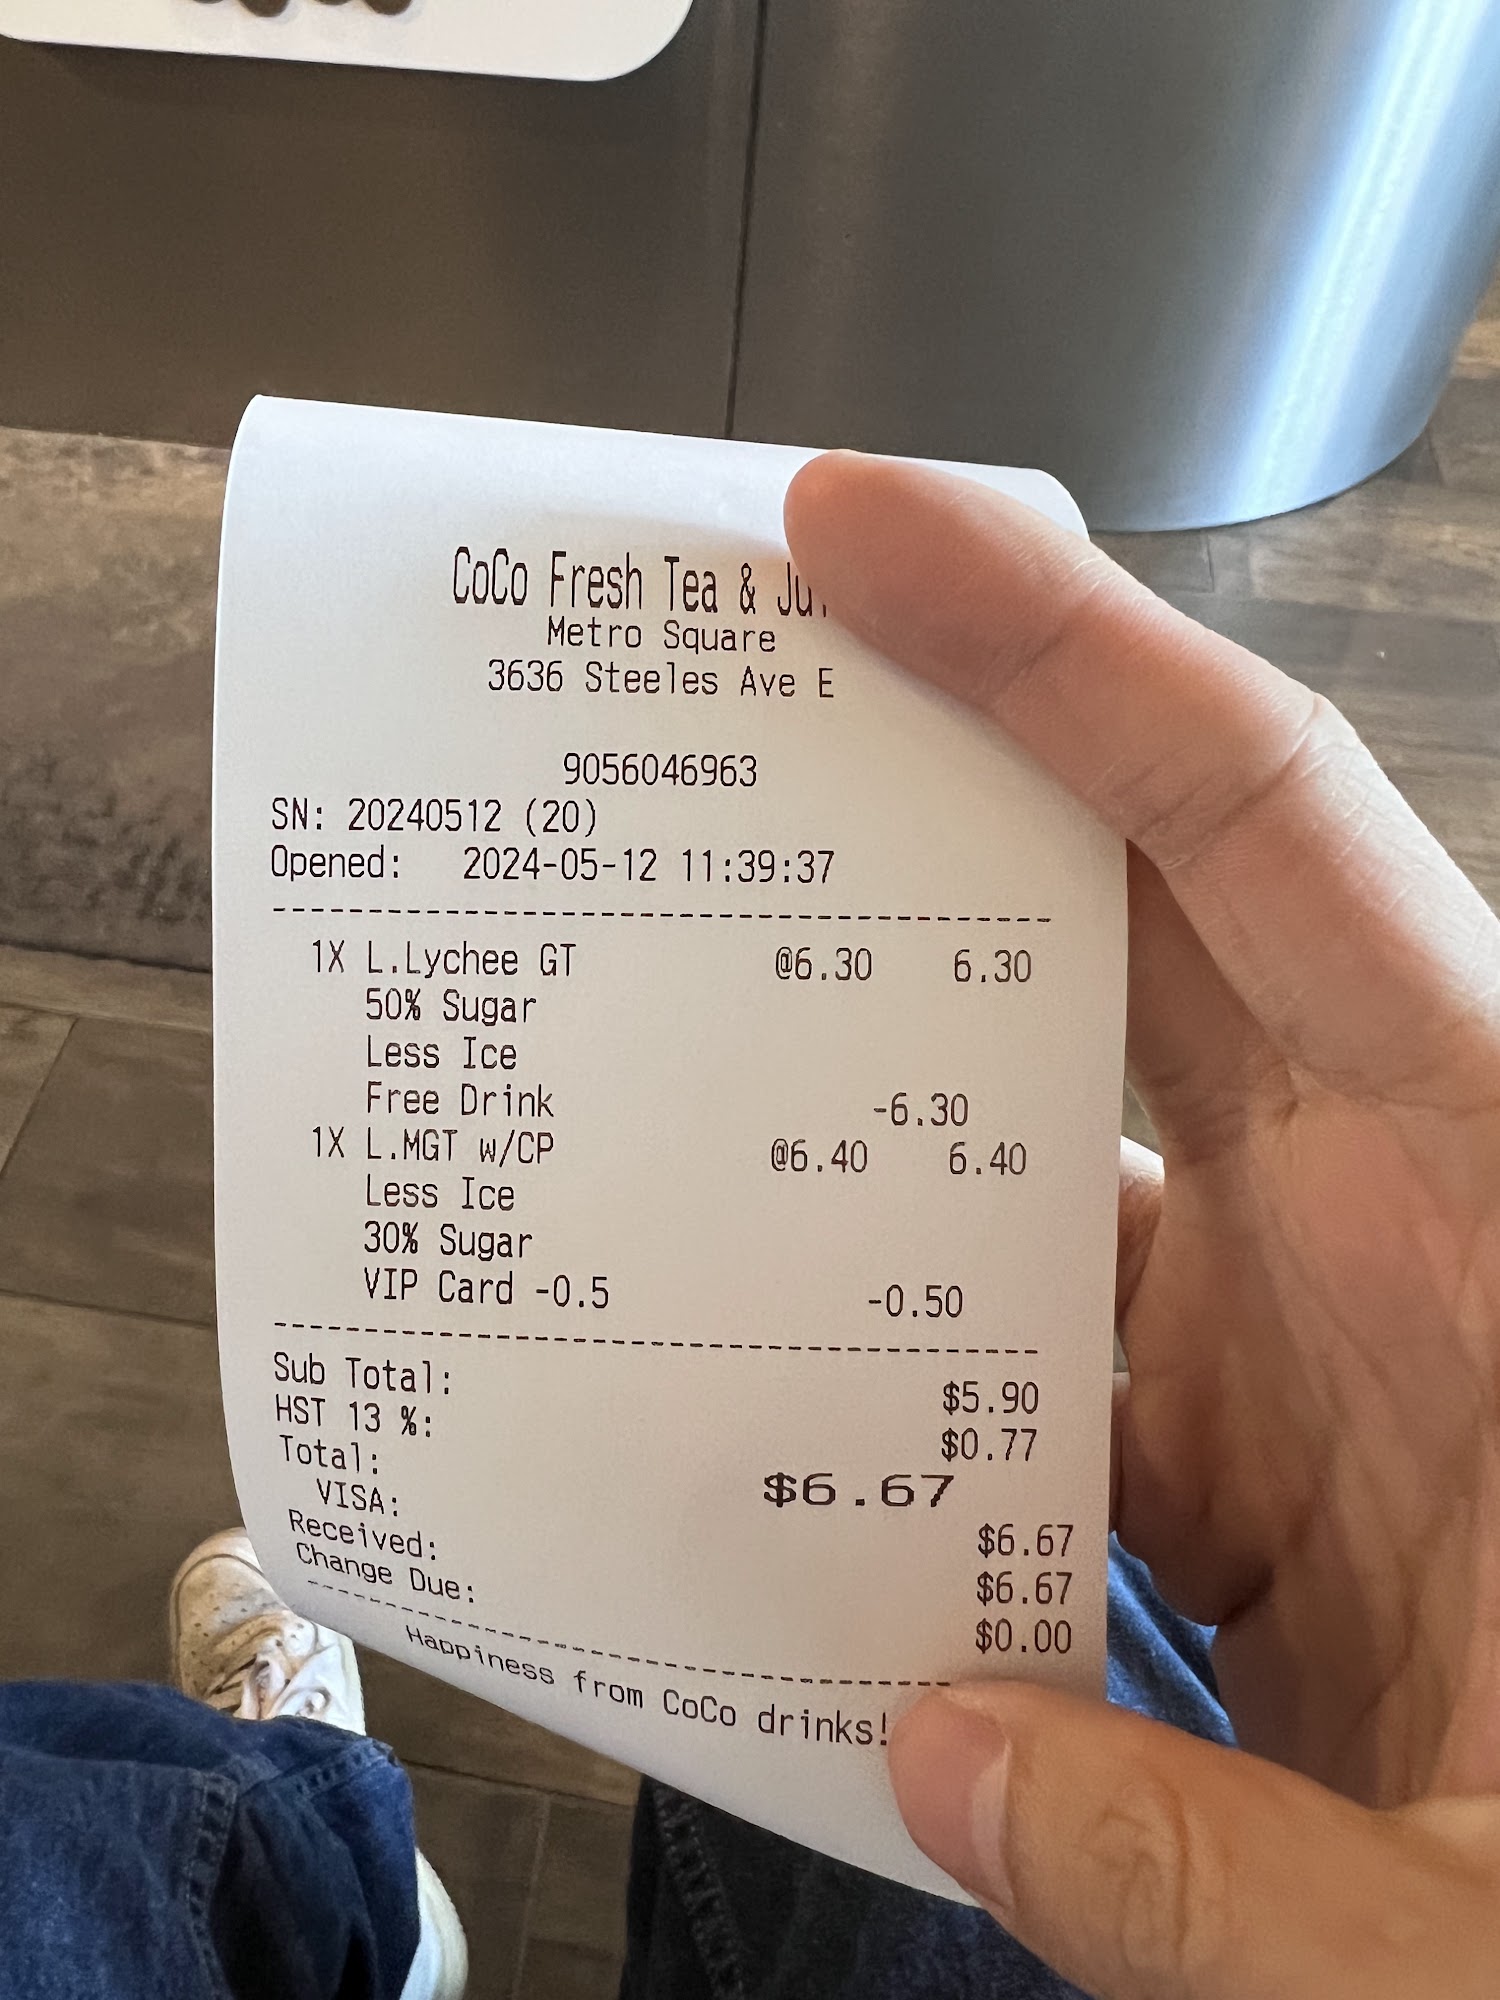 CoCo Fresh Tea &
Metro Square
3636 Steeles Ave E
9056046963
SN: 20240512 (20)
Opened: 2024-05-12 11:39:37
1X L.Lychee GT @6.30 6.30
50% Sugar
Less Ice
Free Drink -6.30
1X L.MGT w/CP @6.40 6.40
Less Ice
30% Sugar
VIP Card -0.5 -0.50
Sub Total: $5.90
HST 13 %: $0.77
Total: $6.67
VISA: $6.67
Received: $6.67
Change Due: $0.00
Happiness from CoCo drinks!